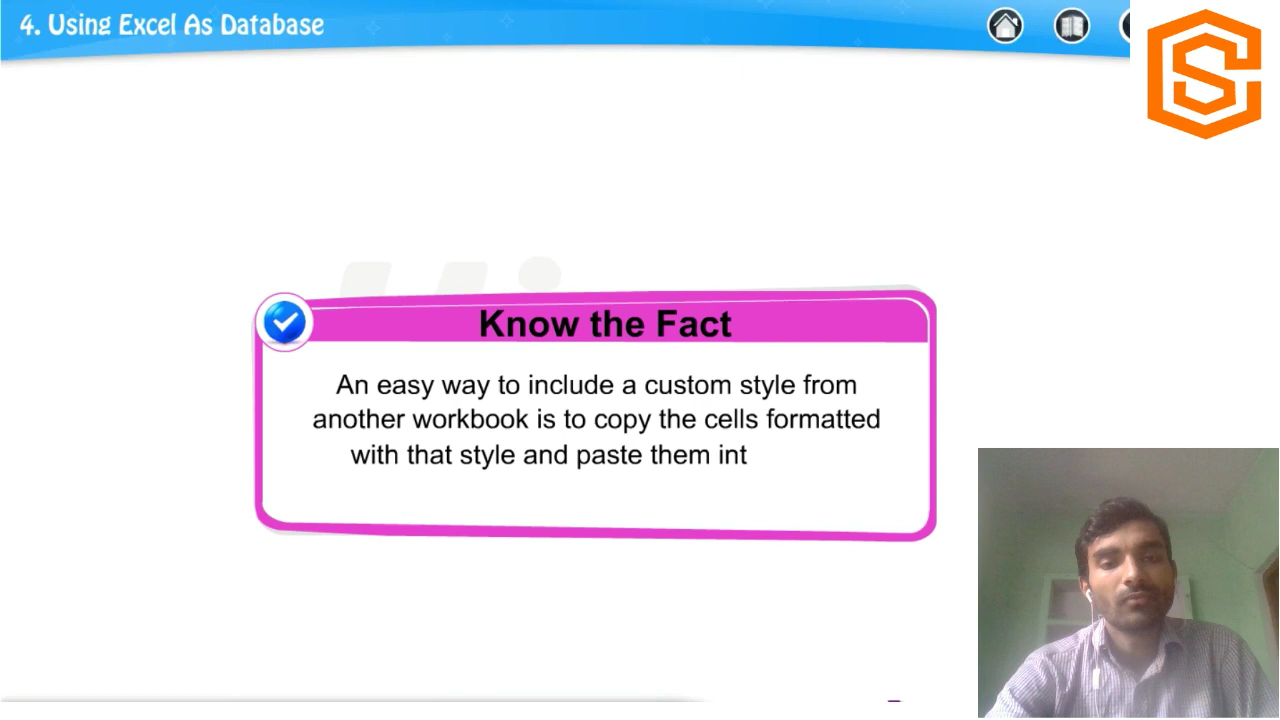 4. Using Excel As Database
Know the Fact
An easy way to include a custom style from
another workbook is to copy the cells formatted
with that style and paste them int